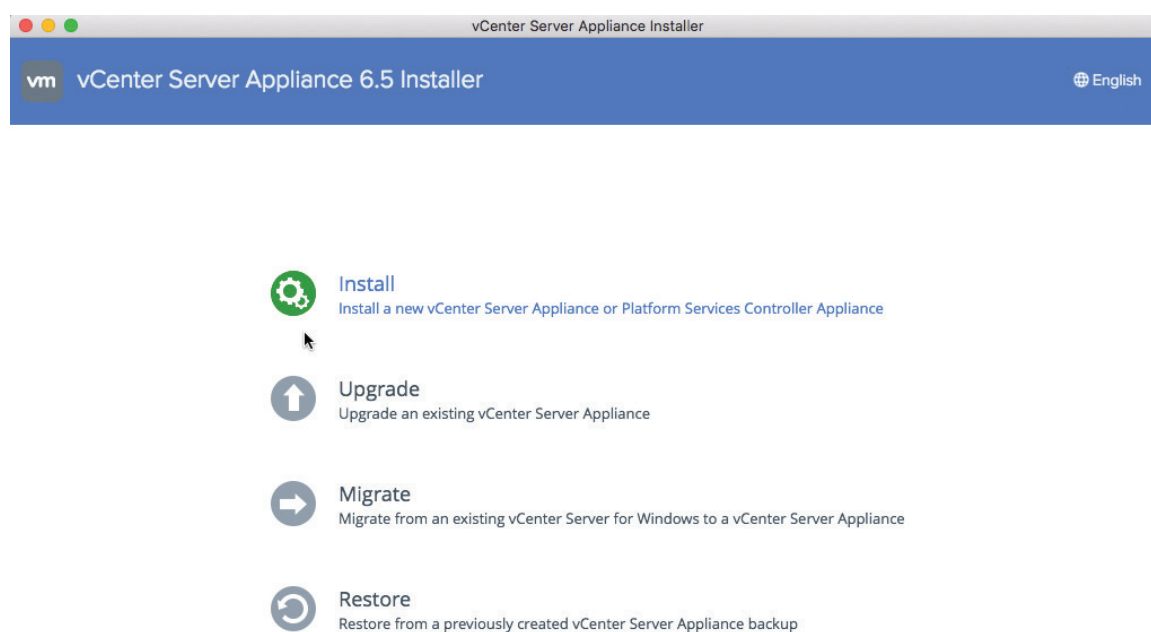 vCenter Server Appliance Installer
vm vCenter Server Appliance 6.5 Installer
English
Install
Install a new vCenter Server Appliance or Platform Services Controller Appliance
Upgrade
Upgrade an existing vCenter Server Appliance
Migrate
Migrate from an existing vCenter Server for Windows to a vCenter Server Appliance
Restore
Restore from a previously created vCenter Server Appliance backup